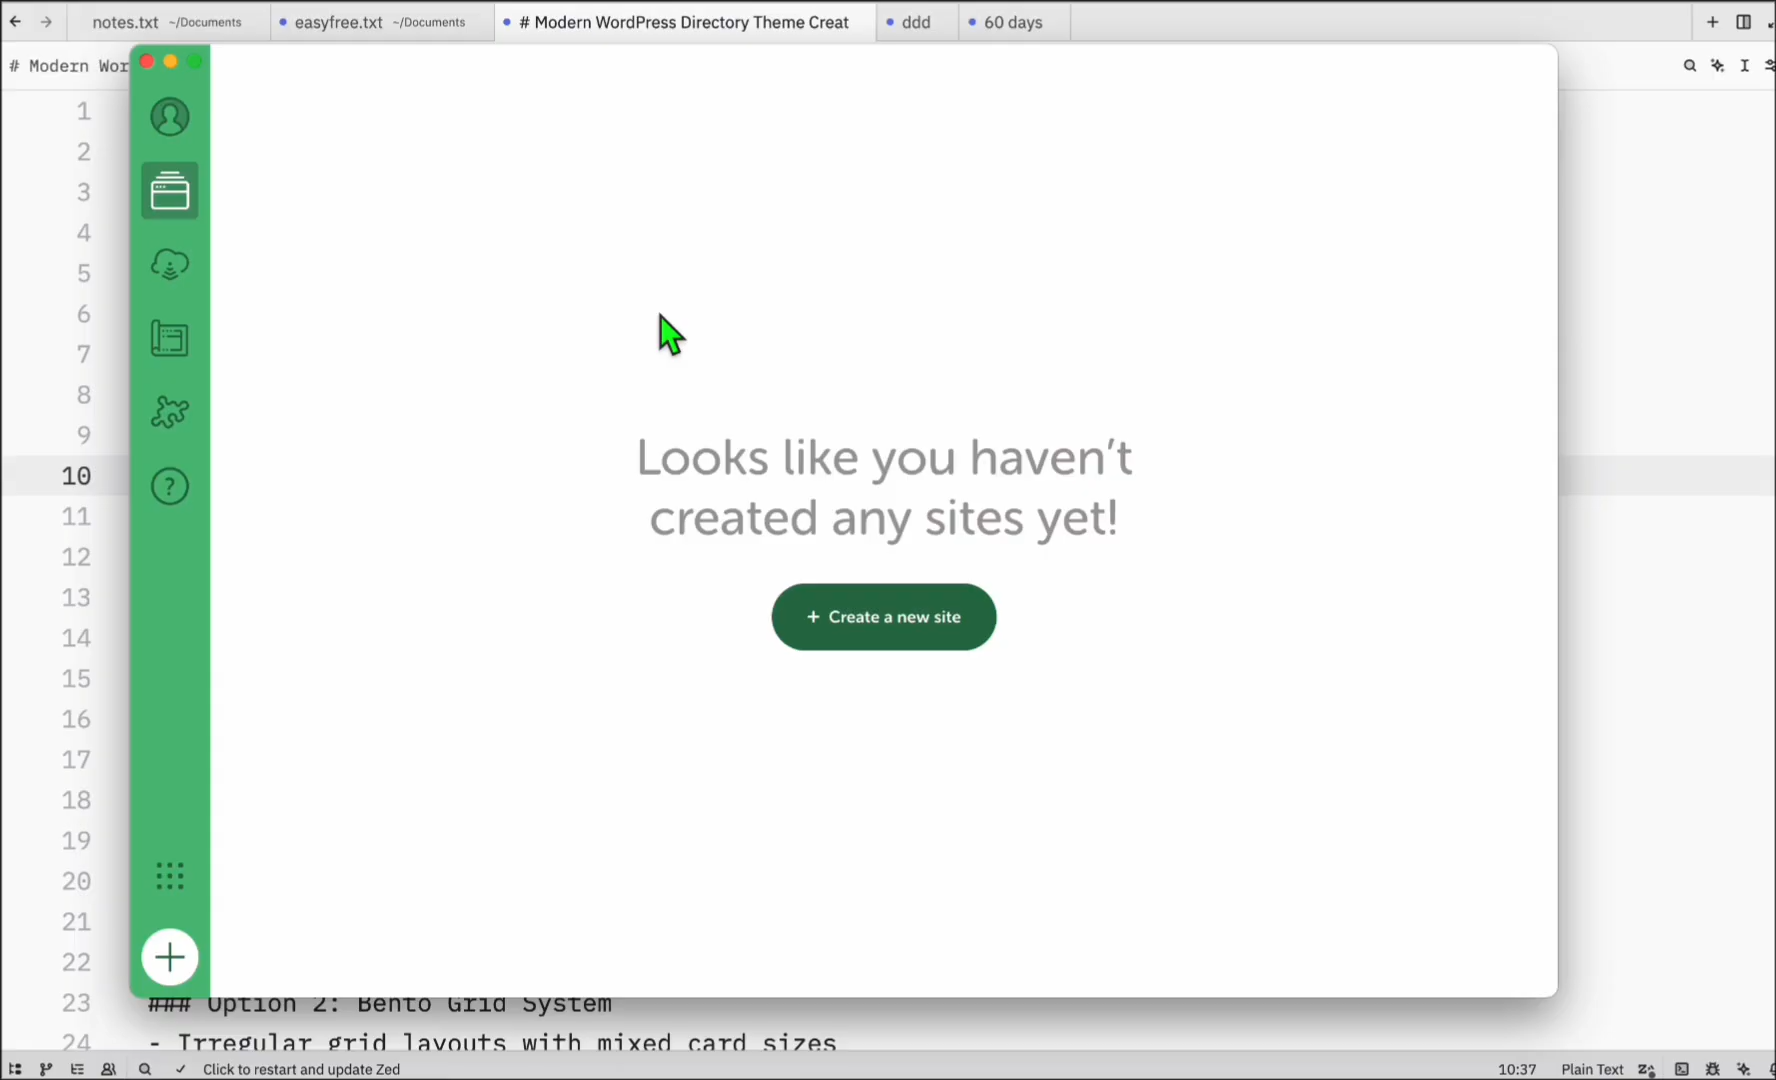 notes.txt ~/Documents
easyfree.txt ~/Documents
# Modern WordPress Directory Theme Creat
ddd
60 days
# Modern Wor
1
2
3
4
5
6
7
8
9
10
11
12
13
14
15
16
17
18
19
20
21
22
23
24
Looks like you haven't
created any sites yet!
+ Create a new site
### Option 2: Bento Grid System
- Irregular grid layouts with mixed card sizes
Click to restart and update Zed
10:37
Plain Text